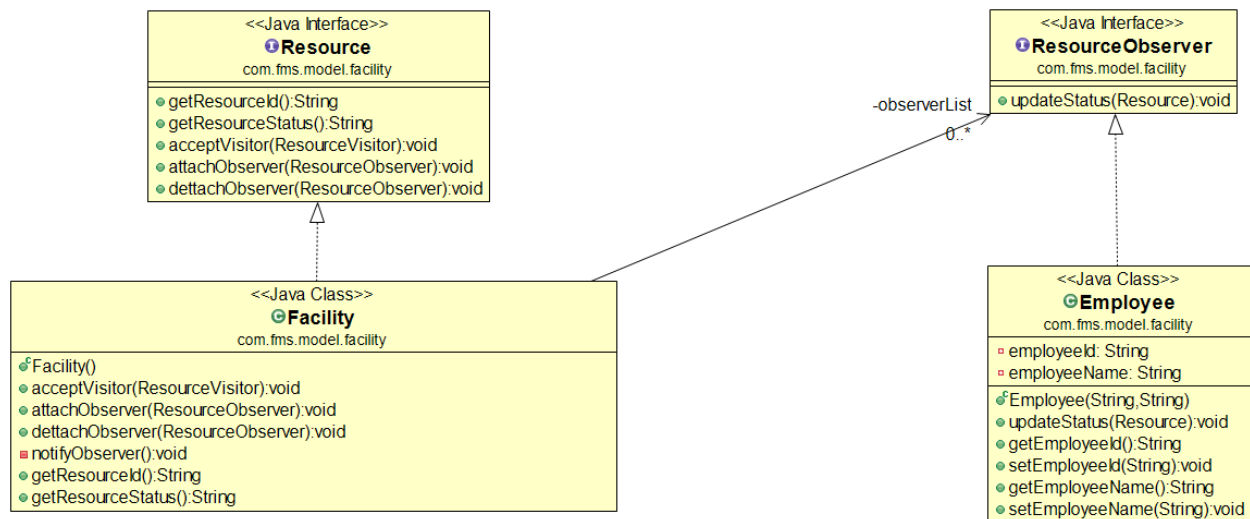 <<Java Interface>>
Resource
com.fms.model.facility
getResourceId():String
getResourceStatus():String
acceptVisitor(ResourceVisitor):void
attachObserver(ResourceObserver):void
dettachObserver(ResourceObserver):void
<<Java Interface>>
ResourceObserver
com.fms.model.facility
updateStatus(Resource):void
-observerList
0..*
<<Java Class>>
Facility
com.fms.model.facility
Facility()
acceptVisitor(ResourceVisitor):void
attachObserver(ResourceObserver):void
dettachObserver(ResourceObserver):void
notifyObserver():void
getResourceId():String
getResourceStatus():String
<<Java Class>>
Employee
com.fms.model.facility
employeeId: String
employeeName: String
Employee(String,String)
updateStatus(Resource):void
getEmployeeId():String
setEmployeeId(String):void
getEmployeeName():String
setEmployeeName(String):void